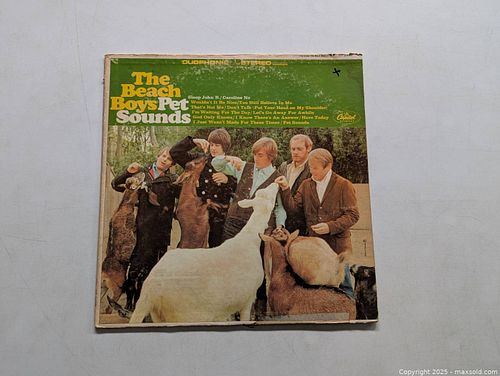 DUOPHONIC STEREO
The
Beach
Boys Pet
Sounds
Sloop John B. / Caroline No
Wouldn't It Be Nice / You Still Believe In Me
That's Not Me / Don't Talk (Put Your Head on My Shoulder)
I'm Waiting For The Day / Let's Go Away For Awhile
God Only Knows / I Know There's An Answer / Here Today
I Just Wasn't Made For These Times / Pet Sounds
Capitol
Copyright 2025 - maxsold.com